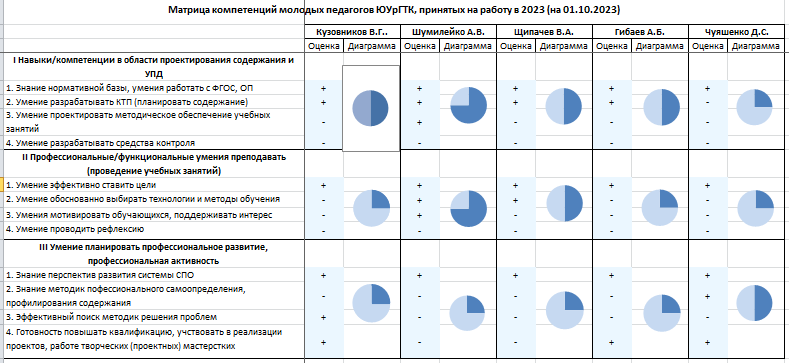 Матрица компетенций молодых педагогов ЮУрГТК, принятых на работу в 2023 (на 01.10.2023)
Кузовников В.Г.. Шумилейко А.В. Щипачев В.А. Гибаев А.Б. Чуяшенко Д.С.
Оценка Диаграмма Оценка Диаграмма Оценка Диаграмма Оценка Диаграмма Оценка Диаграмма
I Навыки/компетенции в области проектирования содержания и
УПД
1. Знание нормативной базы, умения работать с ФГОС, ОП + + + + +
2. Умение разрабатывать КТП (планировать содержание) + + + + -
3. Умение проектировать методическое обеспечение учебных
занятий - + - - -
4. Умение разрабатывать средства контроля - - - - -
II Профессиональные/функциональные умения преподавать
(проведение учебных занятий)
1. Умение эффективно ставить цели + + + + +
2. Умение обоснованно выбирать технологии и методы обучения - + + - -
3. Умения мотивировать обучающихся, поддерживать интерес - + - - -
4. Умение проводить рефлексию - - - - -
III Умение планировать профессиональное развитие,
профессиональная активность
1. Знание перспектив развития системы СПО + + + + +
2. Знание методик пофессионального самоопределения,
профилирования содержания - - - - +
3. Эффективный поиск методик решения проблем + - - - -
4. Готовность повышать квалификацию, учствовать в реализации
проектов, работе творческих (проектных) мастерстких - - - + +